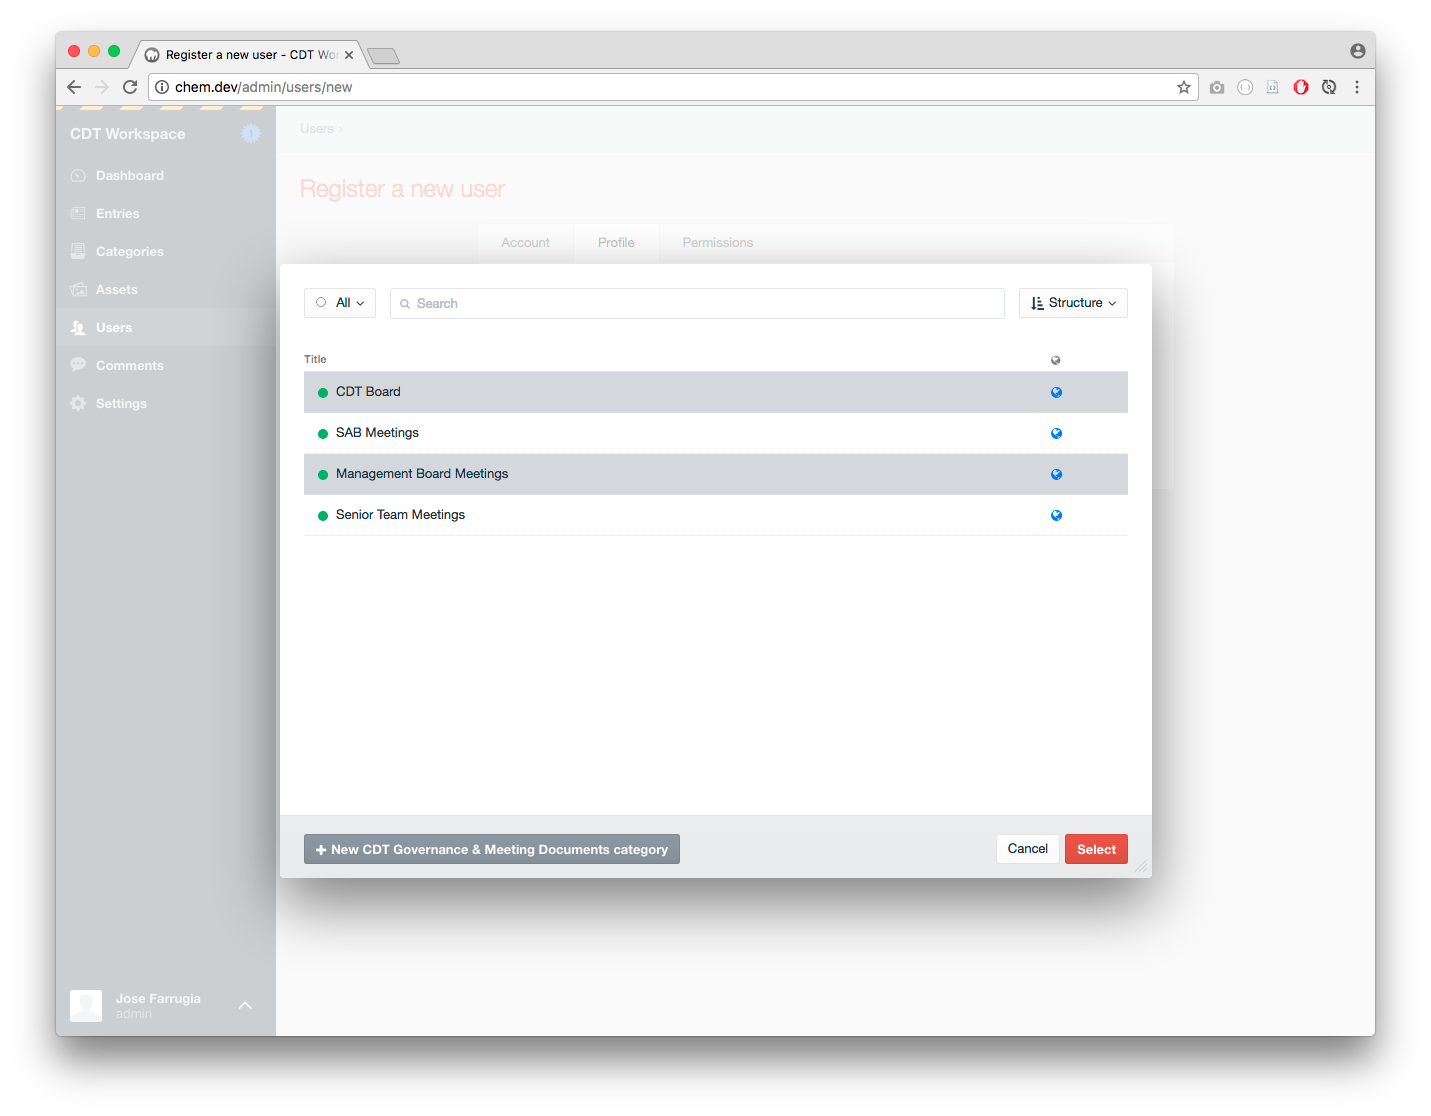 Register a new user - CDT Wo
chem.dev/admin/users/new
CDT Workspace
1
Users ›
Dashboard
Entries
Categories
Assets
Users
Comments
Settings
Register a new user
Account Profile Permissions
All Search Structure
Title
CDT Board
SAB Meetings
Management Board Meetings
Senior Team Meetings
+ New CDT Governance & Meeting Documents category
Cancel Select
Jose Farrugia
admin